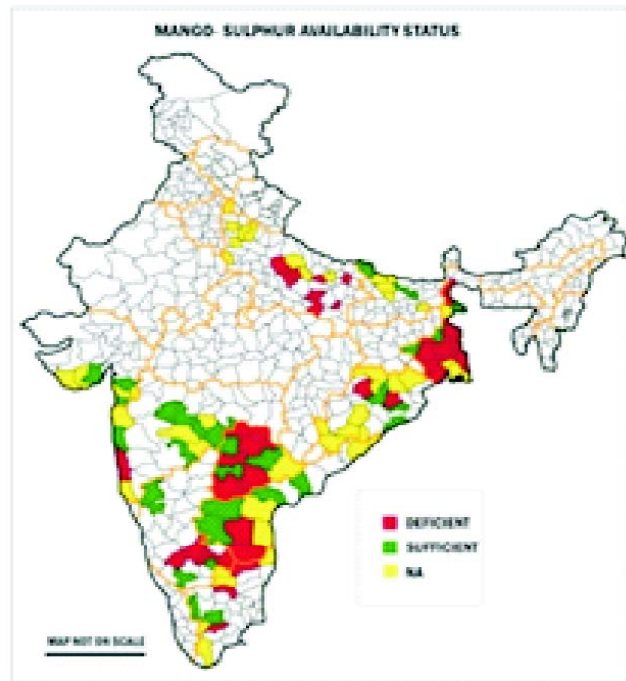 MANGO- SULPHUR AVAILABILITY STATUS
DEFICIENT
SUFFICIENT
NA
MAP NOT ON SCALE